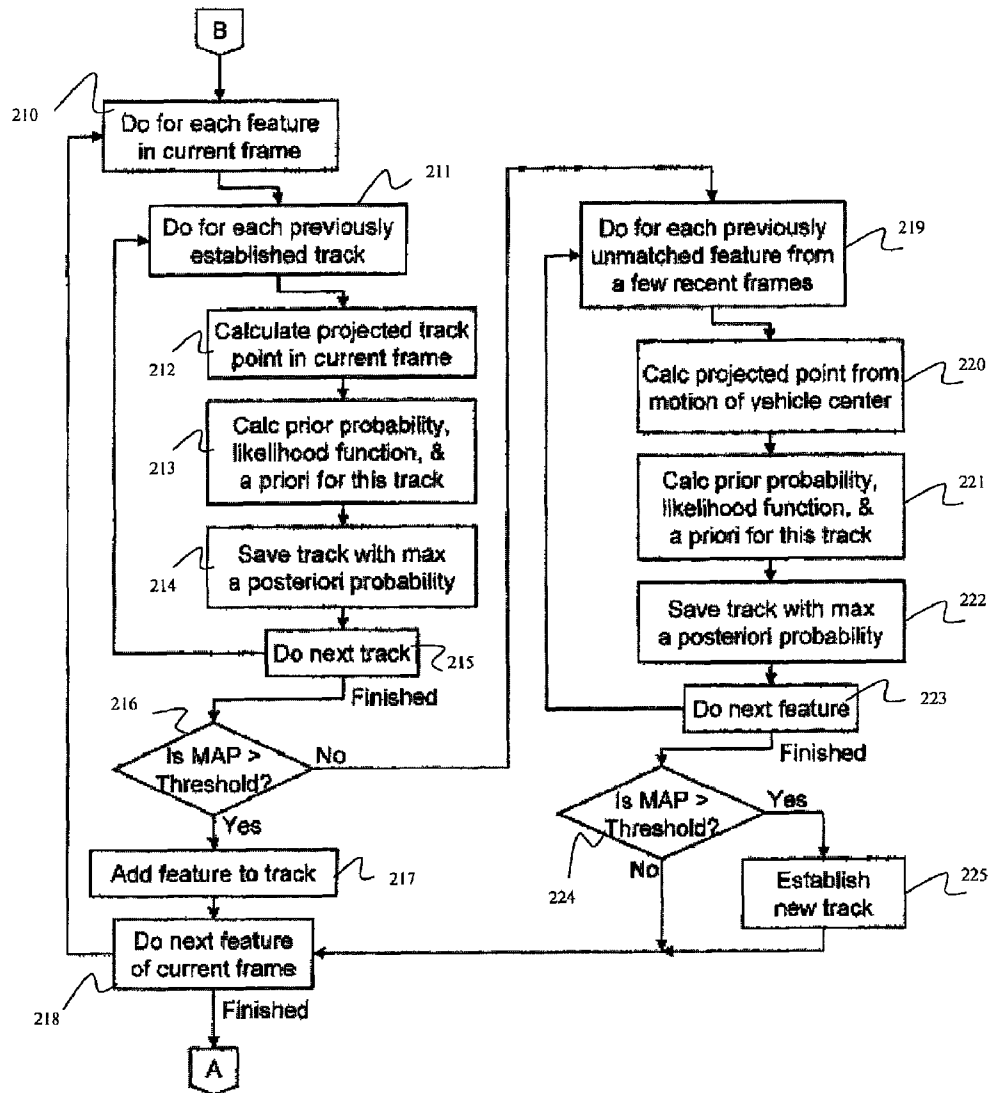 B
210
Do for each feature
in current frame
211
Do for each previously
established track
212
Calculate projected track
point in current frame
213
Calc prior probability,
likelihood function, &
a priori for this track
214
Save track with max
a posteriori probability
Do next track
215
Finished
216
Is MAP >
Threshold?
No
Yes
Add feature to track
217
Do next feature
of current frame
218
Finished
A
Do for each previously
unmatched feature from
a few recent frames
219
Calc projected point from
motion of vehicle center
220
Calc prior probability,
likelihood function, &
a priori for this track
221
Save track with max
a posteriori probability
222
Do next feature
223
Finished
Is MAP >
Threshold?
Yes
No
224
Establish
new track
225